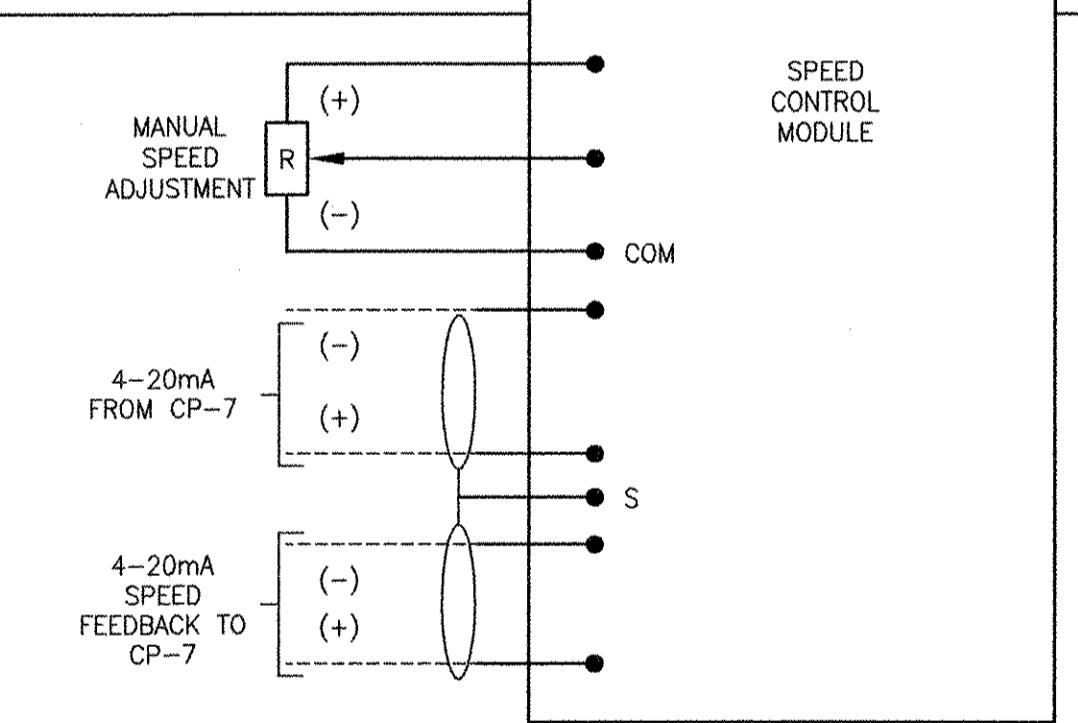 SPEED
CONTROL
MODULE
(+)
MANUAL
SPEED
ADJUSTMENT
R
(-)
COM
(-)
4-20mA
FROM CP-7
(+)
S
4-20mA
SPEED
FEEDBACK TO
CP-7
(-)
(+)